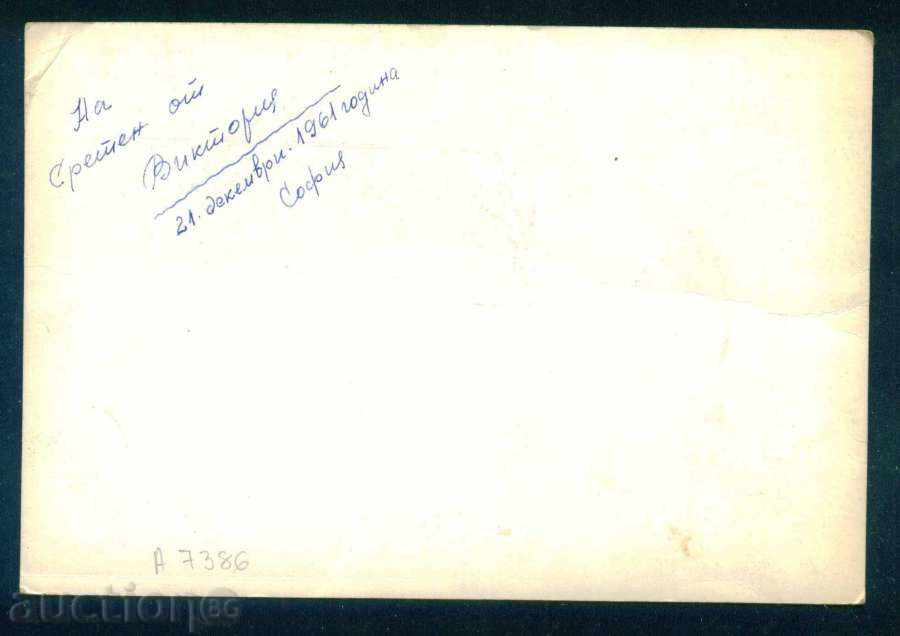 На
Сретен от
Виктория
21. декември. 1961 година
София
А 7386
auction BG